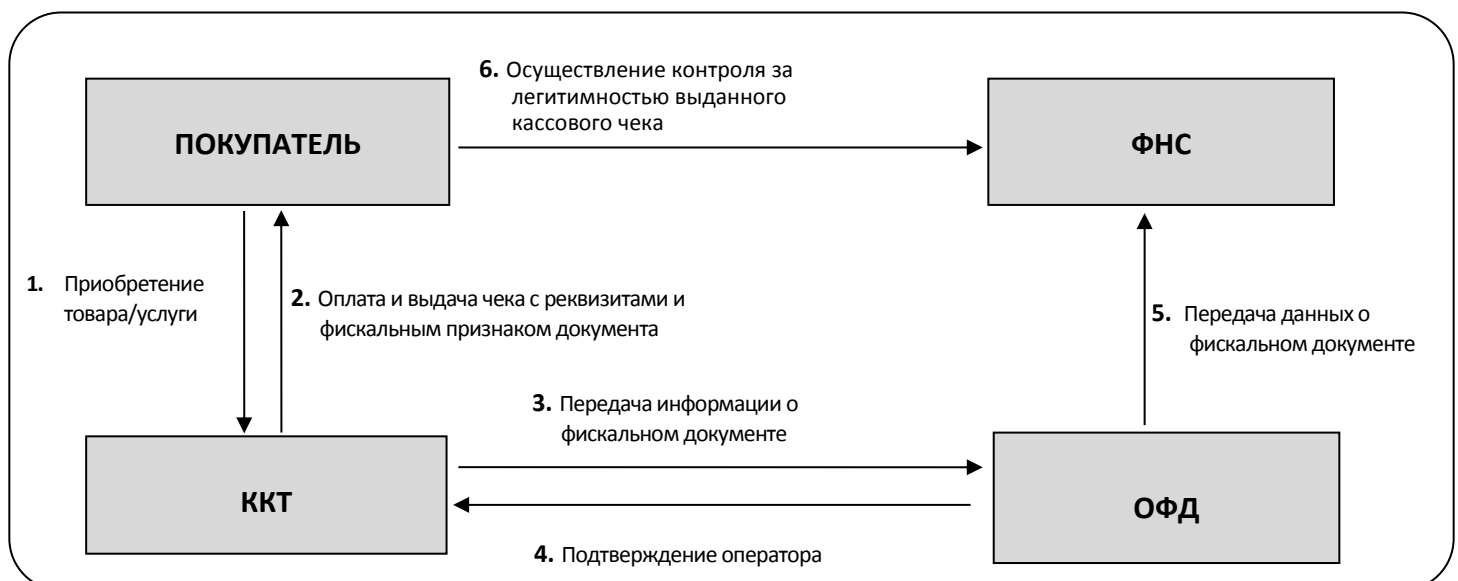 6. Осуществление контроля за
легитимностью выданного
кассового чека
ПОКУПАТЕЛЬ
ФНС
1. Приобретение
товара/услуги
2. Оплата и выдача чека с реквизитами и
фискальным признаком документа
5. Передача данных о
фискальном документе
3. Передача информации о
фискальном документе
ККТ
ОФД
4. Подтверждение оператора